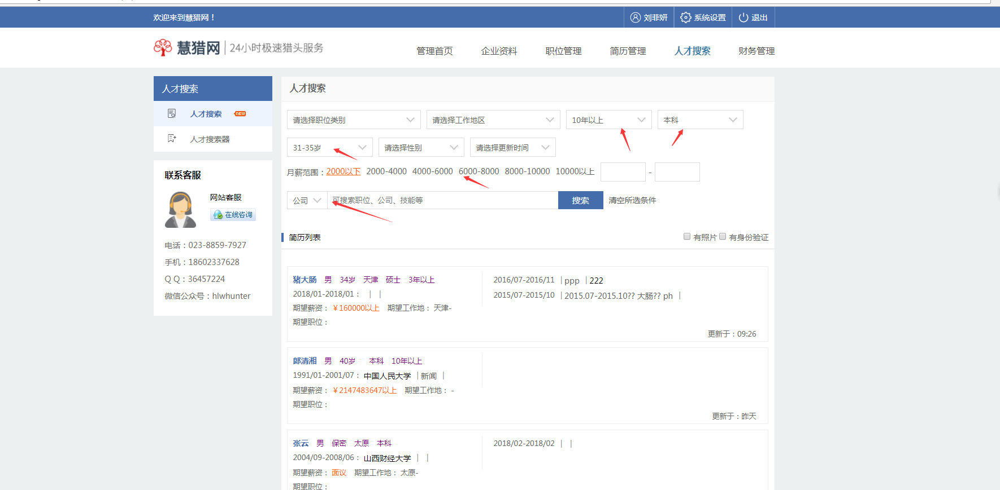 欢迎来到慧猎网！ 刘菲妍 系统设置 退出
慧猎网 24小时极速猎头服务 管理首页 企业资料 职位管理 简历管理 人才搜索 财务管理
人才搜索
人才搜索 NEW
人才搜索器
联系客服
网站客服
在线咨询
电话：023-8859-7927
手机：18602337628
Q Q：36457224
微信公众号：hlwhunter
人才搜索
请选择职位类别 请选择工作地区 10年以上 本科
31-35岁 请选择性别 请选择更新时间
月薪范围：2000以下 2000-4000 4000-6000 6000-8000 8000-10000 10000以上 -
公司 可搜索职位、公司、技能等 搜索 清空所选条件
简历列表 有照片 有身份验证
猪大肠 男 34岁 天津 硕士 3年以上
2018/01-2018/01： | |
期望薪资：￥160000以上 期望工作地：天津-
期望职位：
2016/07-2016/11 |ppp |222
2015/07-2015/10 |2015.07-2015.10?? 大肠?? ph |
更新于：09:26
郎清湘 男 40岁 本科 10年以上
1991/01-2001/07：中国人民大学 |新闻 |
期望薪资：￥2147483647以上 期望工作地：-
期望职位：
更新于：昨天
张云 男 保密 太原 本科
2004/09-2008/06：山西财经大学 | |
期望薪资：面议 期望工作地：太原-
期望职位：
2018/02-2018/02 | |